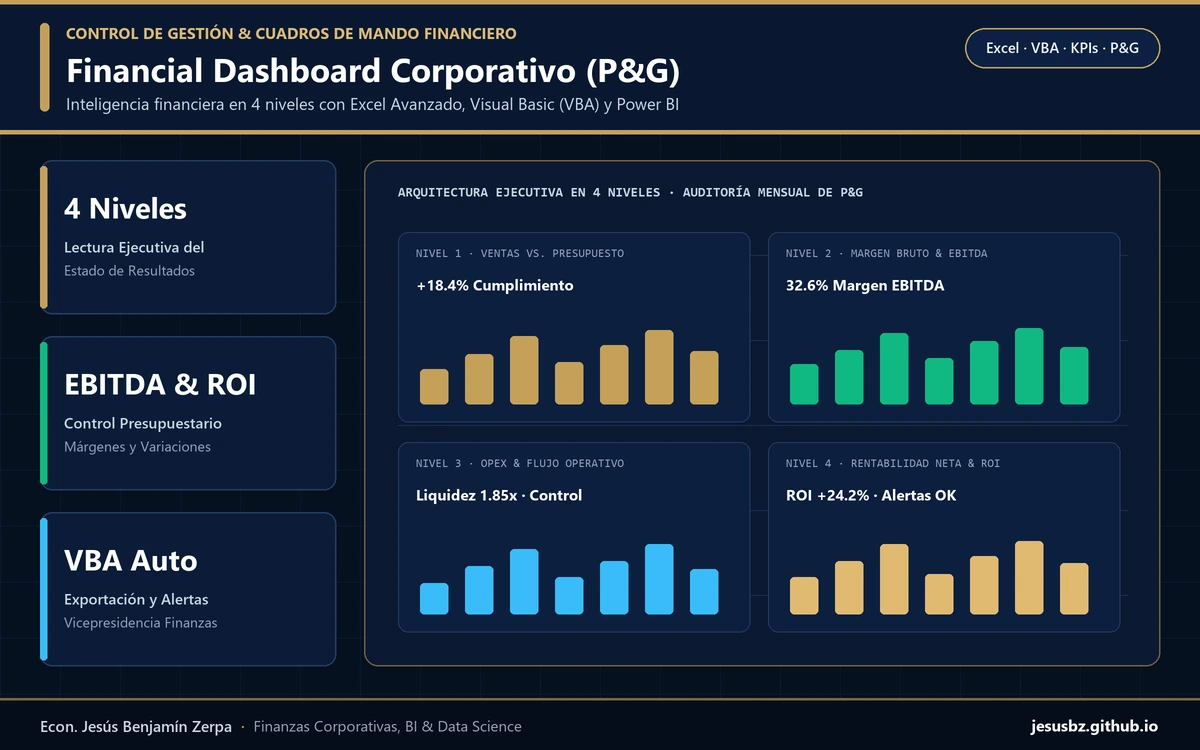 CONTROL DE GESTIÓN & CUADROS DE MANDO FINANCIERO
Financial Dashboard Corporativo (P&G)
Inteligencia financiera en 4 niveles con Excel Avanzado, Visual Basic (VBA) y Power BI
Excel · VBA · KPIs · P&G
4 Niveles
Lectura Ejecutiva del
Estado de Resultados
EBITDA & ROI
Control Presupuestario
Márgenes y Variaciones
VBA Auto
Exportación y Alertas
Vicepresidencia Finanzas
ARQUITECTURA EJECUTIVA EN 4 NIVELES · AUDITORÍA MENSUAL DE P&G
NIVEL 1 · VENTAS VS. PRESUPUESTO
+18.4% Cumplimiento
NIVEL 2 · MARGEN BRUTO & EBITDA
32.6% Margen EBITDA
NIVEL 3 · OPEX & FLUJO OPERATIVO
Liquidez 1.85x · Control
NIVEL 4 · RENTABILIDAD NETA & ROI
ROI +24.2% · Alertas OK
Econ. Jesús Benjamín Zerpa · Finanzas Corporativas, BI & Data Science
jesusbz.github.io